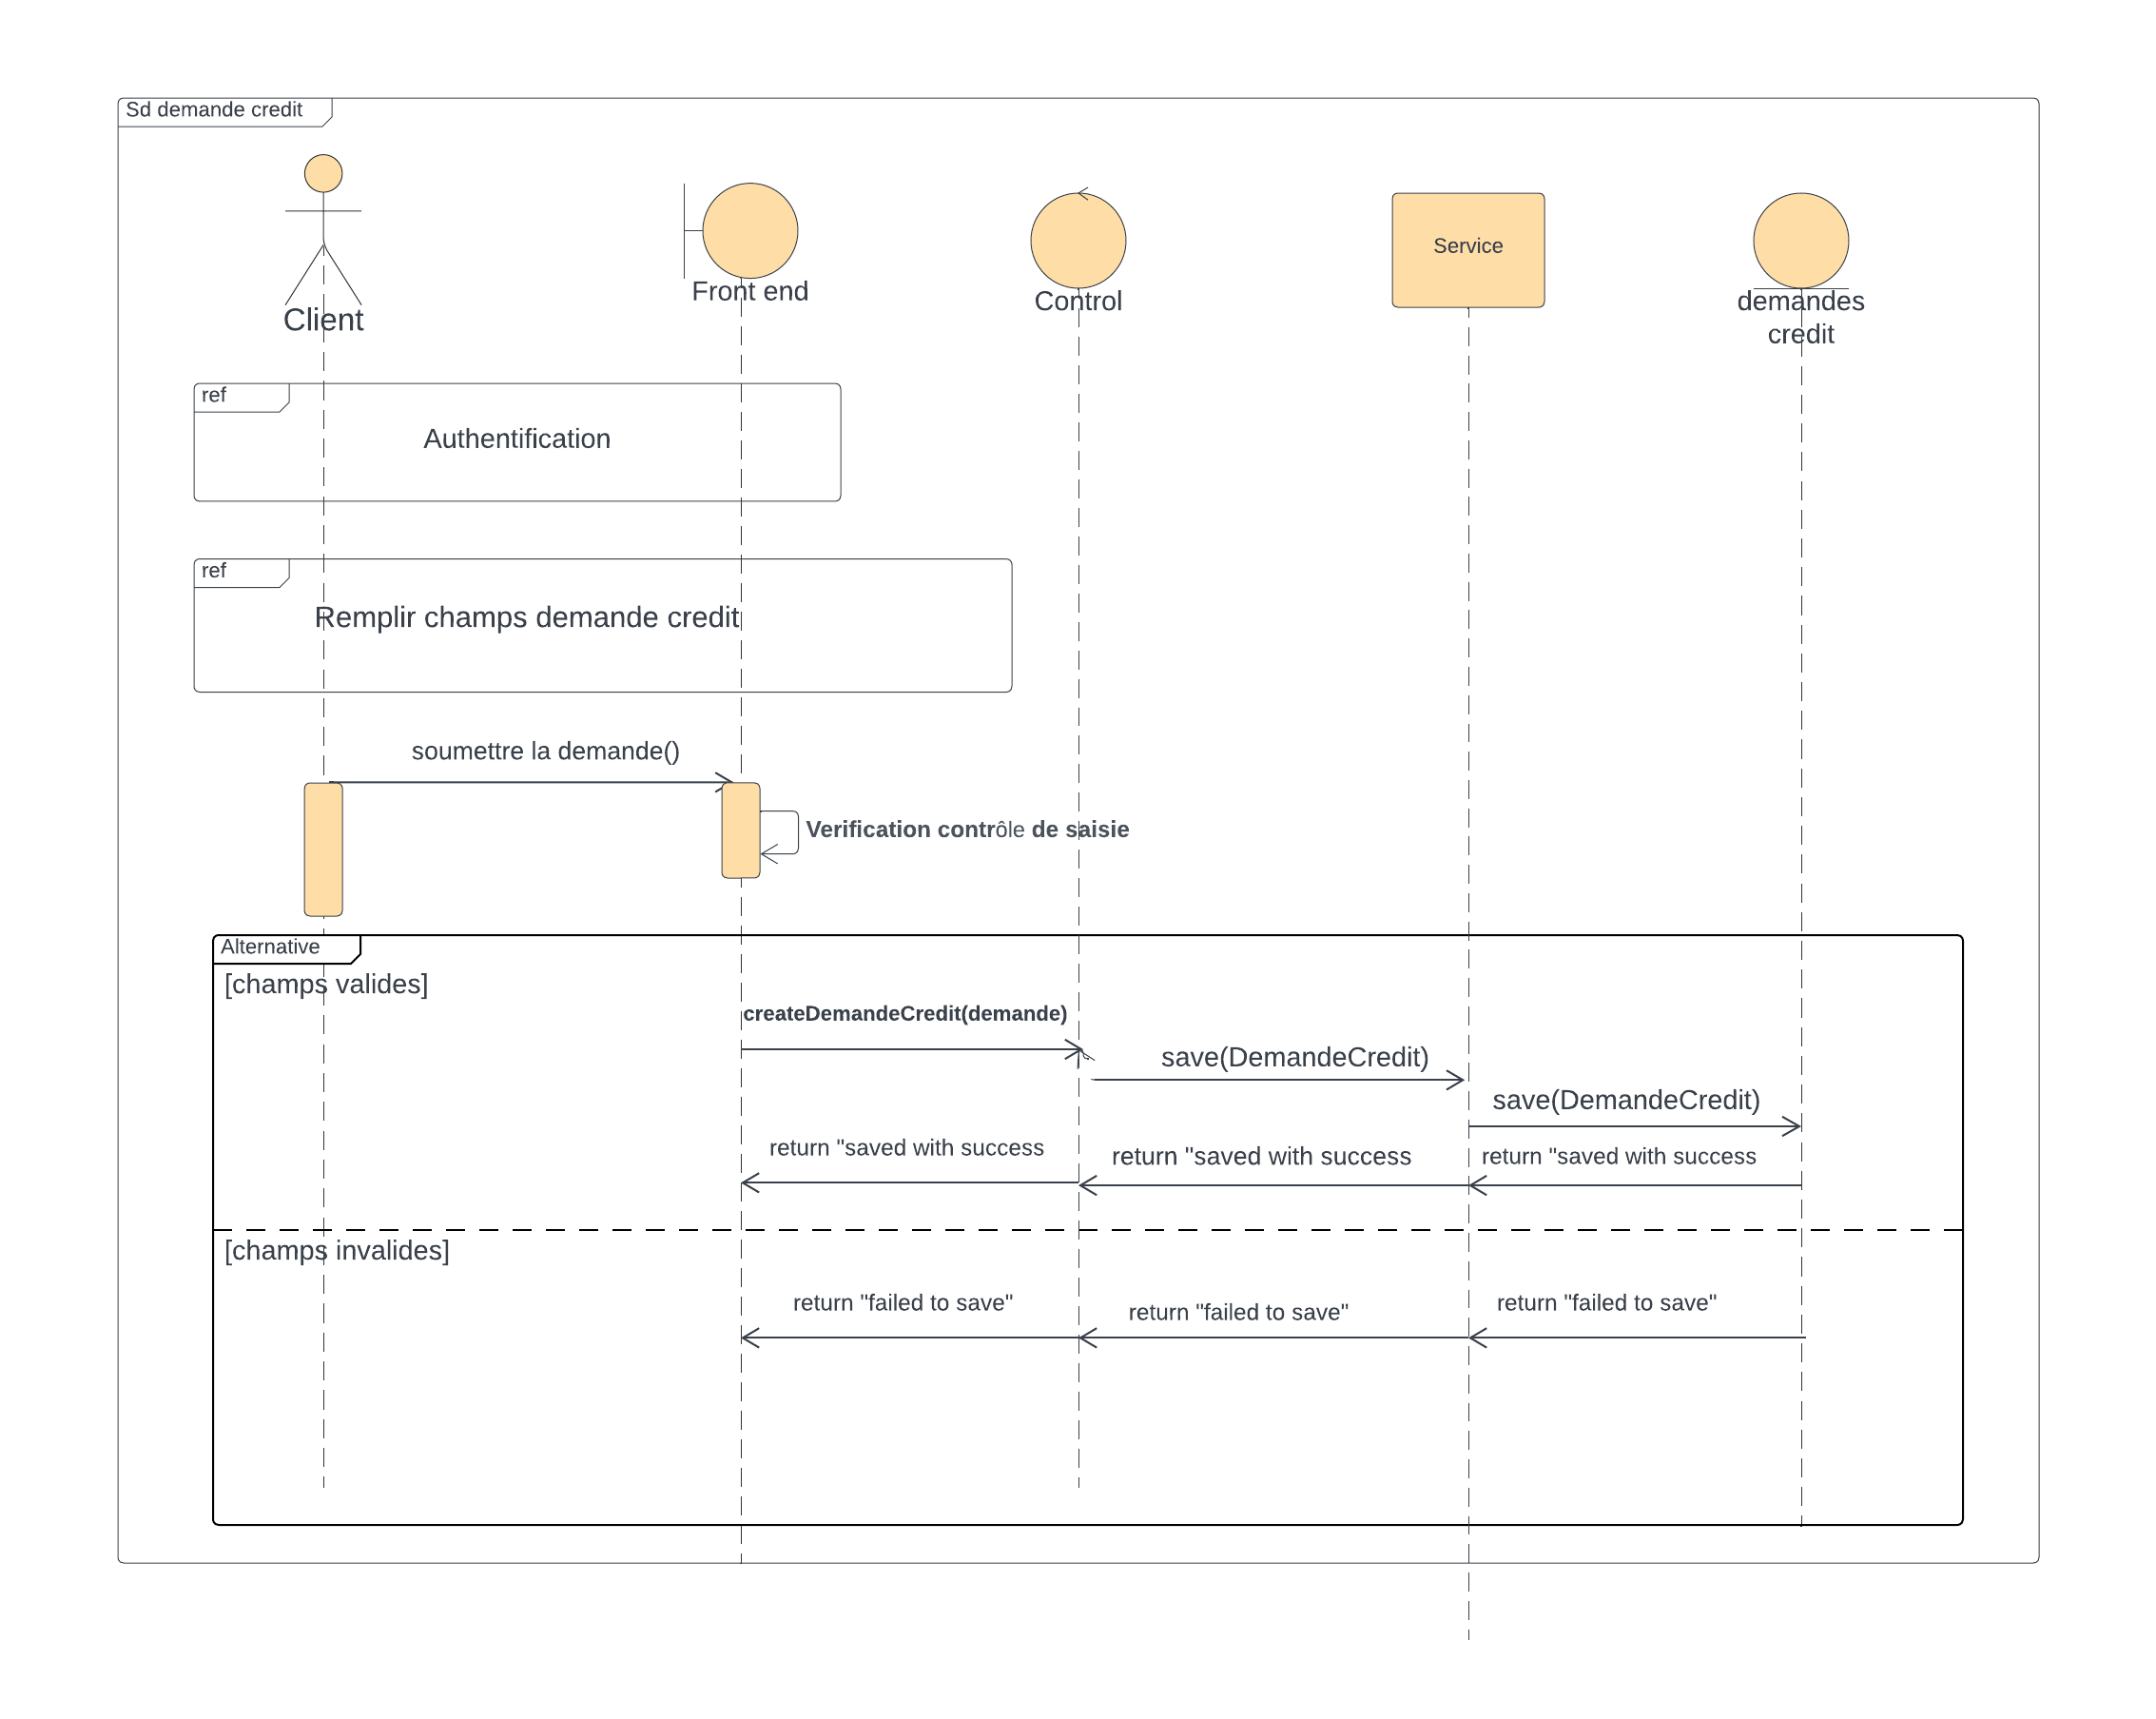 Sd demande credit
Client
Front end
Control
Service
demandes
credit
ref
Authentification
ref
Remplir champs demande credit
soumettre la demande()
Verification contrôle de saisie
Alternative
[champs valides]
createDemandeCredit(demande)
save(DemandeCredit)
save(DemandeCredit)
return "saved with success
return "saved with success
return "saved with success
[champs invalides]
return "failed to save"
return "failed to save"
return "failed to save"